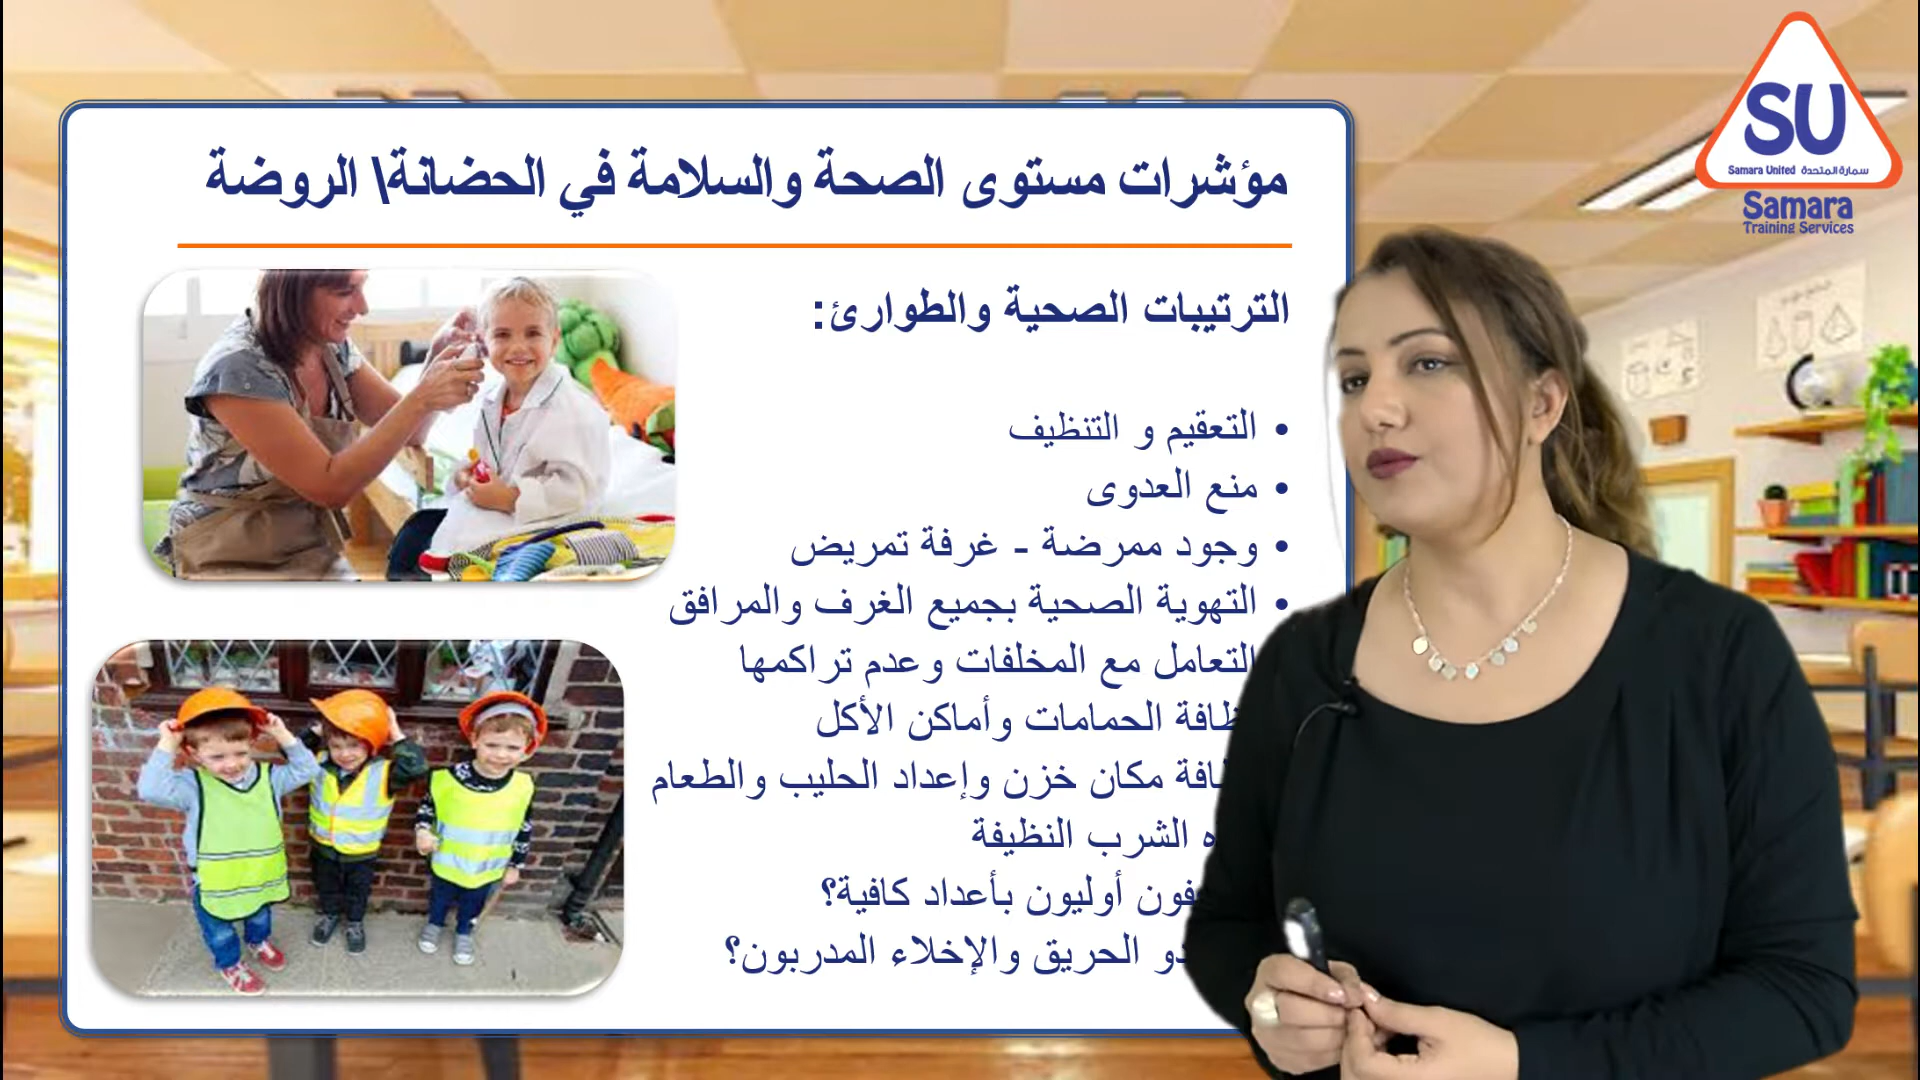 مؤشرات مستوى الصحة والسلامة في الحضانة\ الروضة
الترتيبات الصحية والطوارئ:
• التعقيم و التنظيف
• منع العدوى
• وجود ممرضة - غرفة تمريض
• التهوية الصحية بجميع الغرف والمرافق
التعامل مع المخلفات وعدم تراكمها
الحمامات وأماكن الأكل
مكان خزن وإعداد الحليب والطعام
الشرب النظيفة
أوليون بأعداد كافية؟
الحريق والإخلاء المدربون؟
SU
Samara United سمارة المتحدة
Samara
Training Services